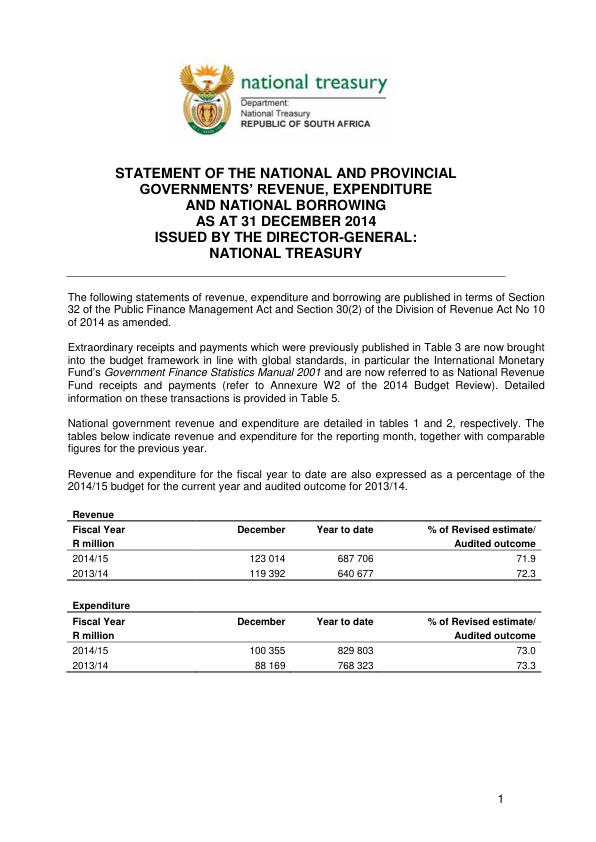 national treasury
Department:
National Treasury
REPUBLIC OF SOUTH AFRICA
STATEMENT OF THE NATIONAL AND PROVINCIAL
GOVERNMENTS' REVENUE, EXPENDITURE
AND NATIONAL BORROWING
AS AT 31 DECEMBER 2014
ISSUED BY THE DIRECTOR-GENERAL:
NATIONAL TREASURY
The following statements of revenue, expenditure and borrowing are published in terms of Section
32 of the Public Finance Management Act and Section 30(2) of the Division of Revenue Act No 10
of 2014 as amended.
Extraordinary receipts and payments which were previously published in Table 3 are now brought
into the budget framework in line with global standards, in particular the International Monetary
Fund's Government Finance Statistics Manual 2001 and are now referred to as National Revenue
Fund receipts and payments (refer to Annexure W2 of the 2014 Budget Review). Detailed
information on these transactions is provided in Table 5.
National government revenue and expenditure are detailed in tables 1 and 2, respectively. The
tables below indicate revenue and expenditure for the reporting month, together with comparable
figures for the previous year.
Revenue and expenditure for the fiscal year to date are also expressed as a percentage of the
2014/15 budget for the current year and audited outcome for 2013/14.
Revenue
Fiscal Year December Year to date % of Revised estimate/
R million Audited outcome
2014/15 123 014 687 706 71.9
2013/14 119 392 640 677 72.3
Expenditure
Fiscal Year December Year to date % of Revised estimate/
R million Audited outcome
2014/15 100 355 829 803 73.0
2013/14 88 169 768 323 73.3
1